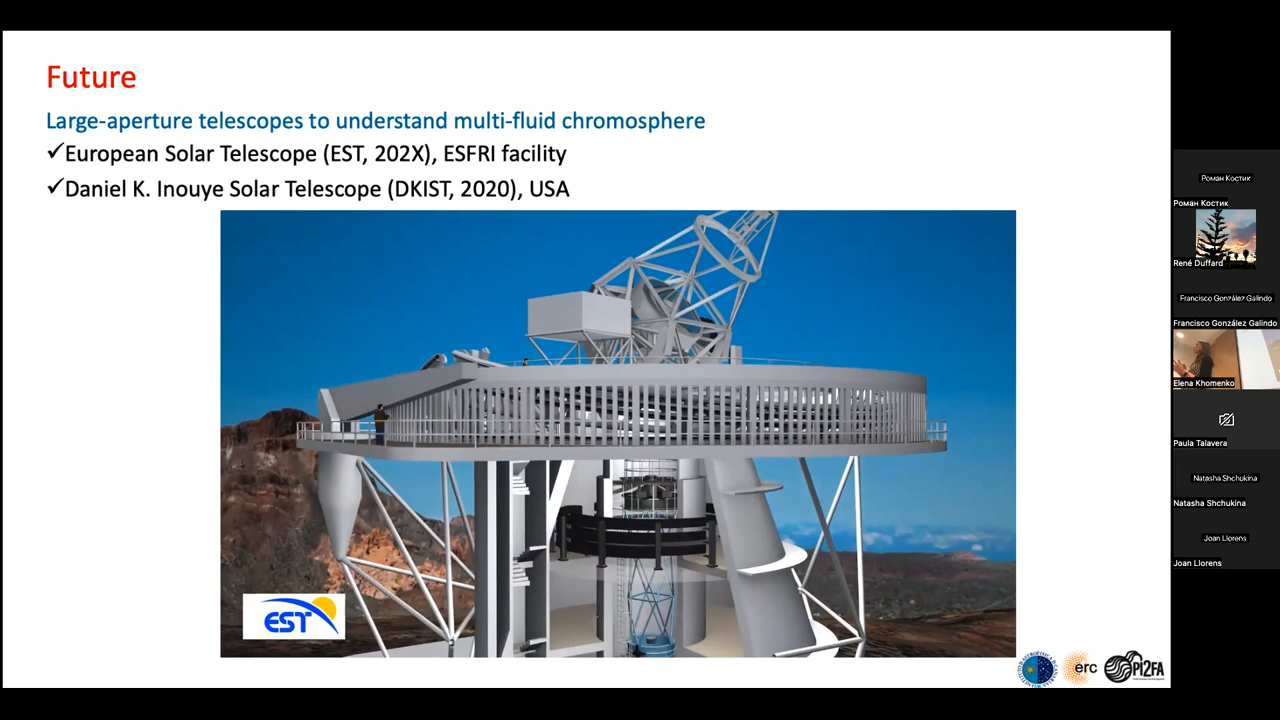 Future
Large-aperture telescopes to understand multi-fluid chromosphere
✓European Solar Telescope (EST, 202X), ESFRI facility
✓Daniel K. Inouye Solar Telescope (DKIST, 2020), USA
EST
erc
PI2FA
Роман Костик
Роман Костик
René Duffard
Francisco González Galindo
Francisco González Galindo
Elena Khomenko
Paula Talavera
Natasha Shchukina
Natasha Shchukina
Joan Llorens
Joan Llorens